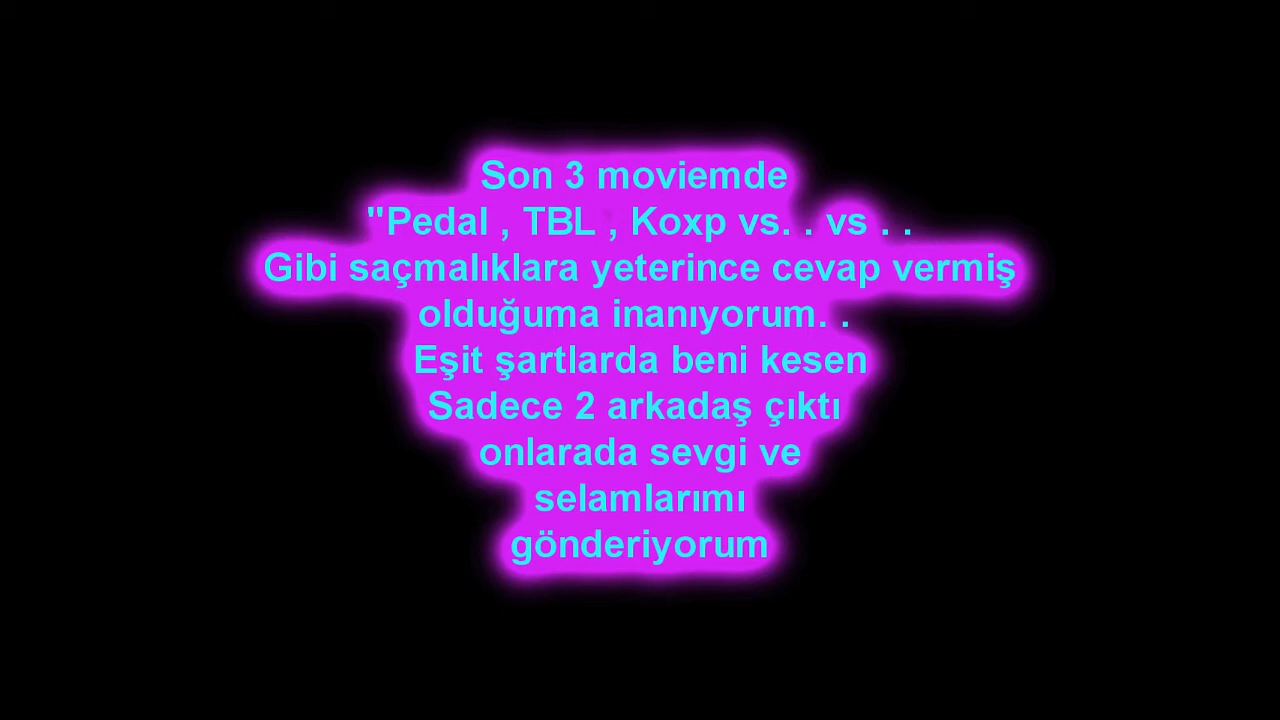 Son 3 moviemde
"Pedal , TBL , Koxp vs. . vs . .
Gibi saçmalıklara yeterince cevap vermiş
olduğuma inanıyorum. .
Eşit şartlarda beni kesen
Sadece 2 arkadaş çıktı
onlarada sevgi ve
selamlarımı
gönderiyorum